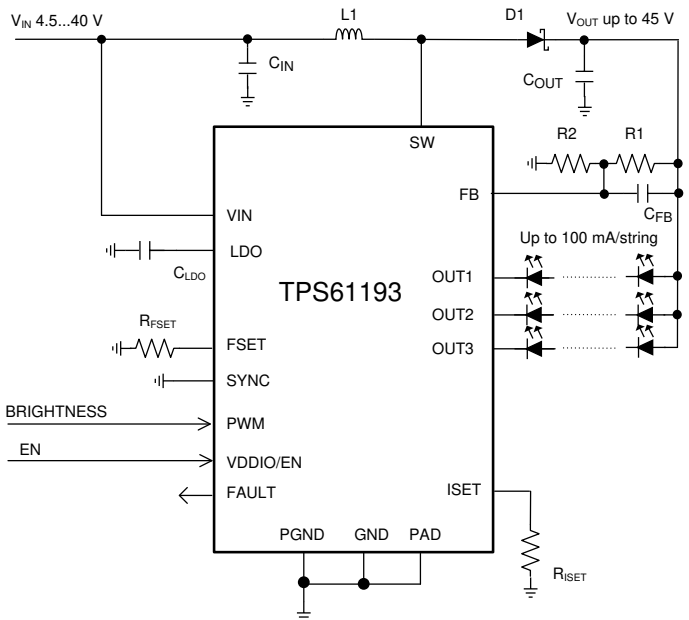 VIN 4.5...40 V
L1
D1
VOUT up to 45 V
CIN
COUT
SW
R2
R1
FB
CFB
VIN
Up to 100 mA/string
LDO
CLDO
TPS61193
OUT1
OUT2
OUT3
RFSET
FSET
SYNC
BRIGHTNESS
PWM
EN
VDDIO/EN
FAULT
ISET
PGND
GND
PAD
RISET